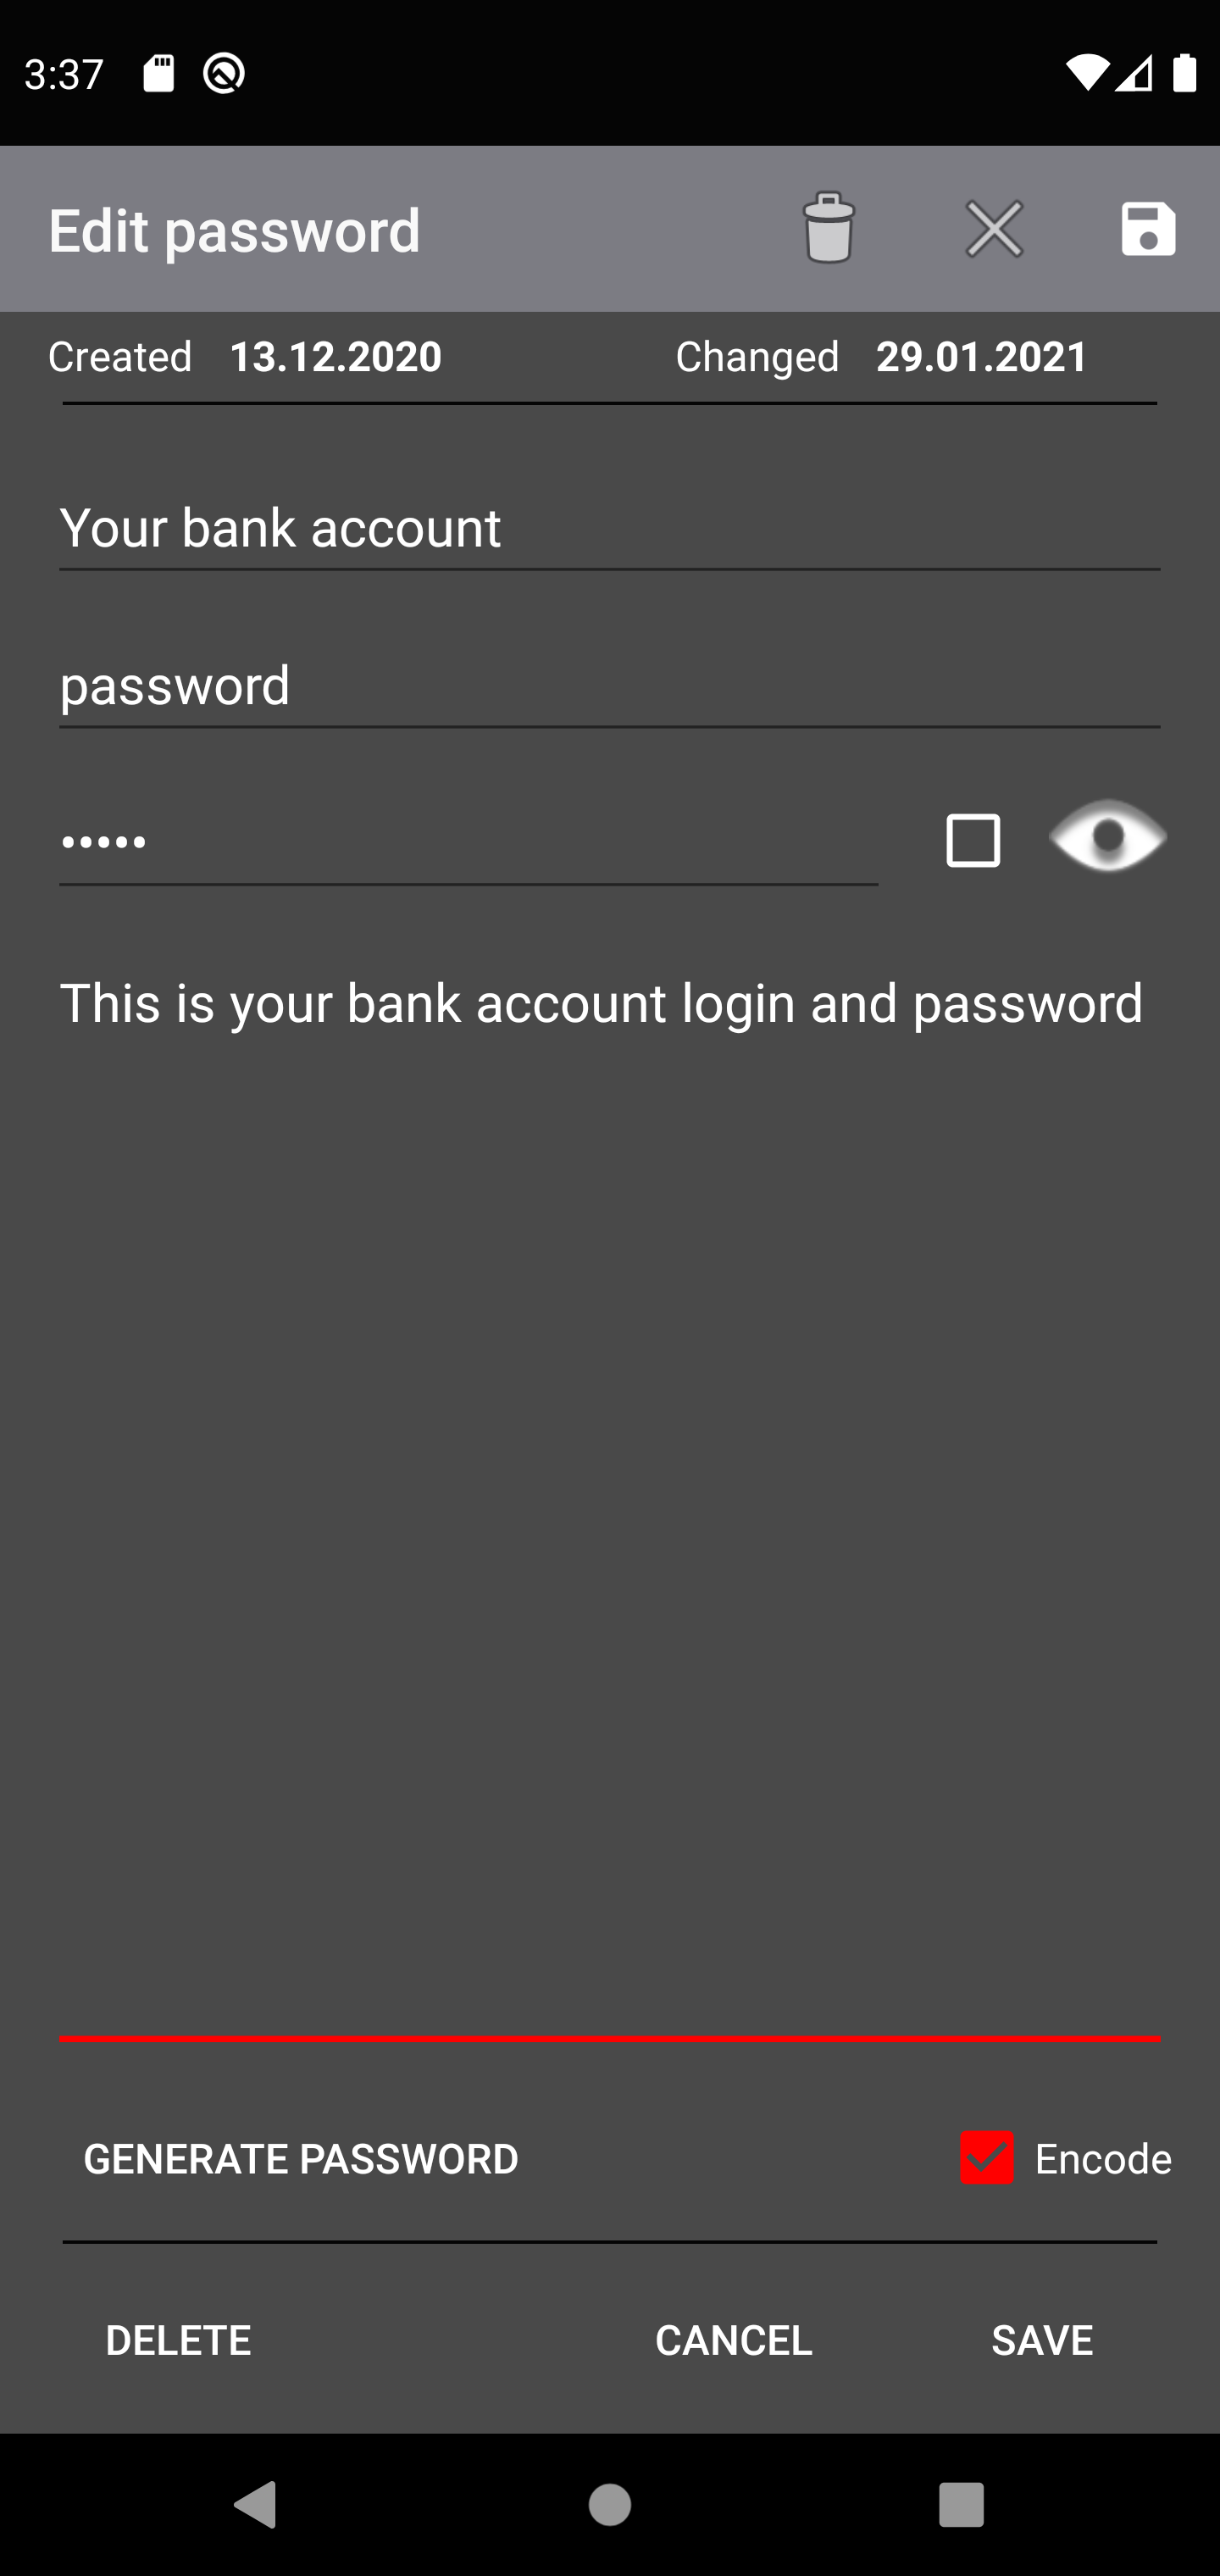 3:37
Edit password
Created 13.12.2020 Changed 29.01.2021
Your bank account
password
•••••
This is your bank account login and password
GENERATE PASSWORD Encode
DELETE CANCEL SAVE